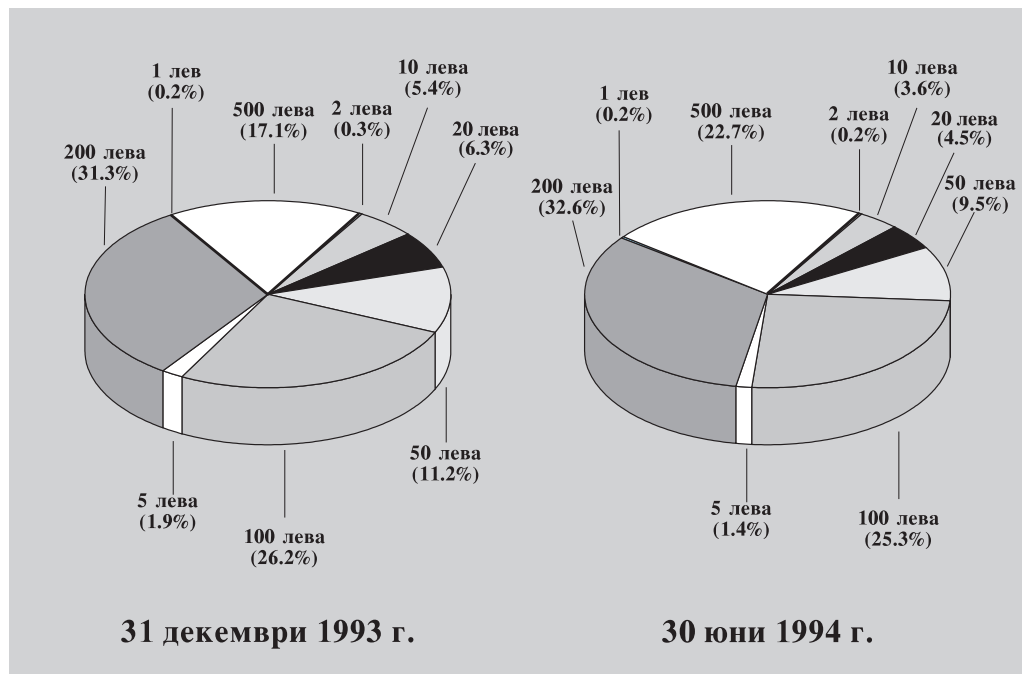 1 лев
(0.2%)
500 лева
(17.1%)
2 лева
(0.3%)
10 лева
(5.4%)
20 лева
(6.3%)
200 лева
(31.3%)
50 лева
(11.2%)
5 лева
(1.9%)
100 лева
(26.2%)
31 декември 1993 г.
1 лев
(0.2%)
500 лева
(22.7%)
2 лева
(0.2%)
10 лева
(3.6%)
20 лева
(4.5%)
50 лева
(9.5%)
200 лева
(32.6%)
5 лева
(1.4%)
100 лева
(25.3%)
30 юни 1994 г.